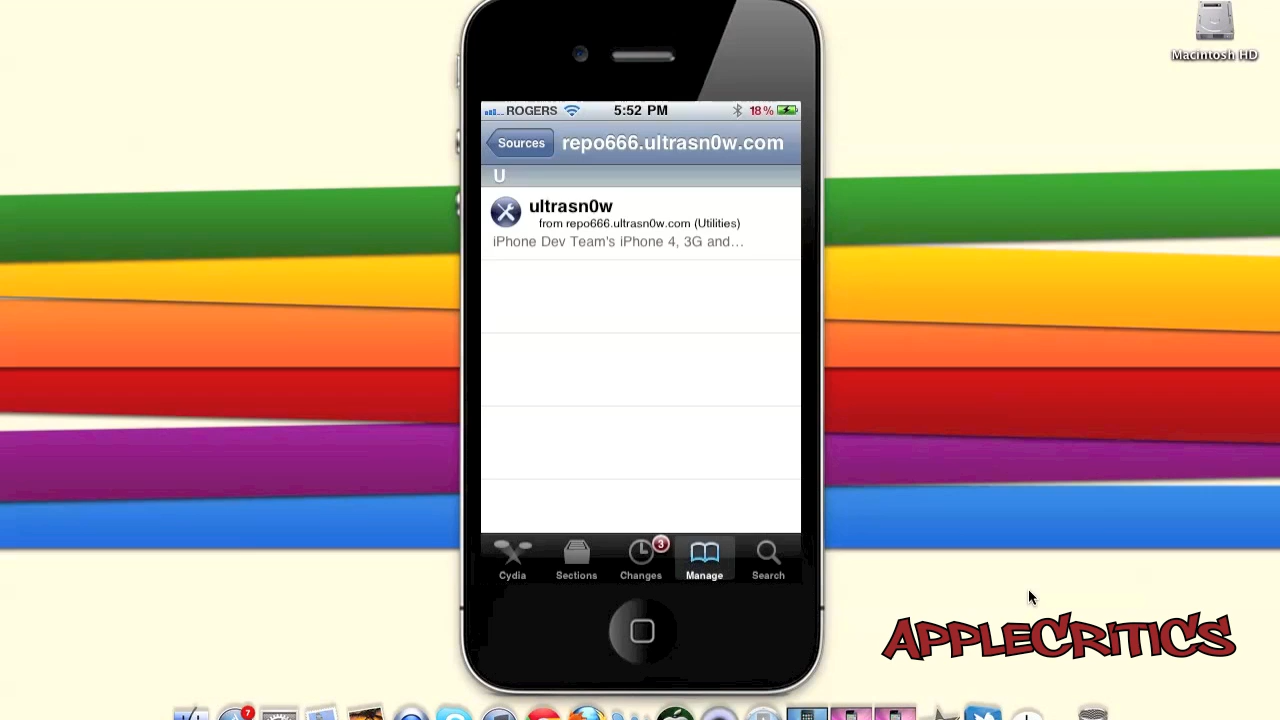 Macintosh HD
ROGERS 5:52 PM 18%
Sources repo666.ultrasn0w.com
U
ultrasn0w
from repo666.ultrasn0w.com (Utilities)
iPhone Dev Team's iPhone 4, 3G and…
3
Cydia Sections Changes Manage Search
APPLECRITICS
7